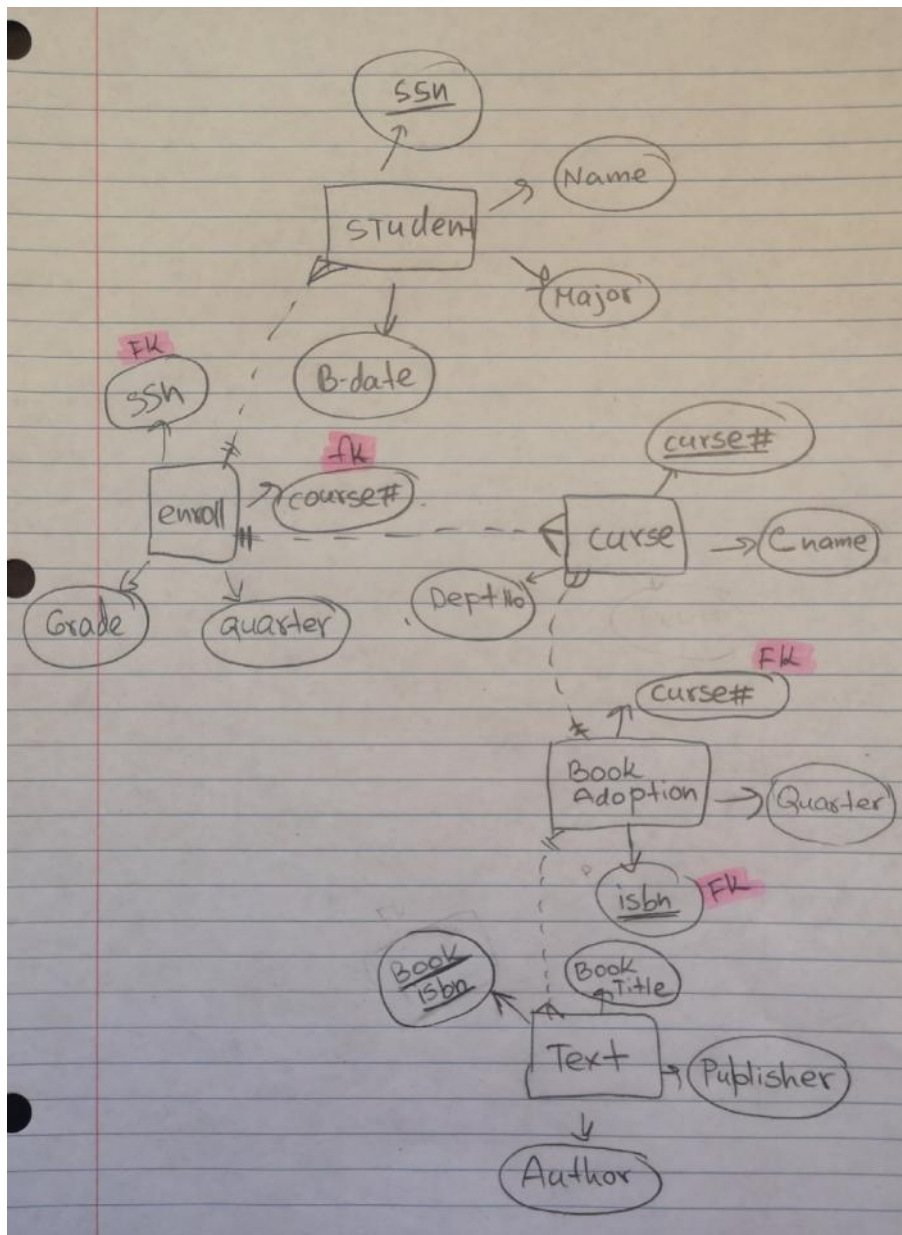 SSn
Name
Student
Major
B-date
FK
SSn
fk
course#
enroll
Grade
quarter
curse#
curse
Cname
Dept No
FK
curse#
Book
Adoption
Quarter
isbn
FK
Book
isbn
Book
Title
Text
Publisher
Author